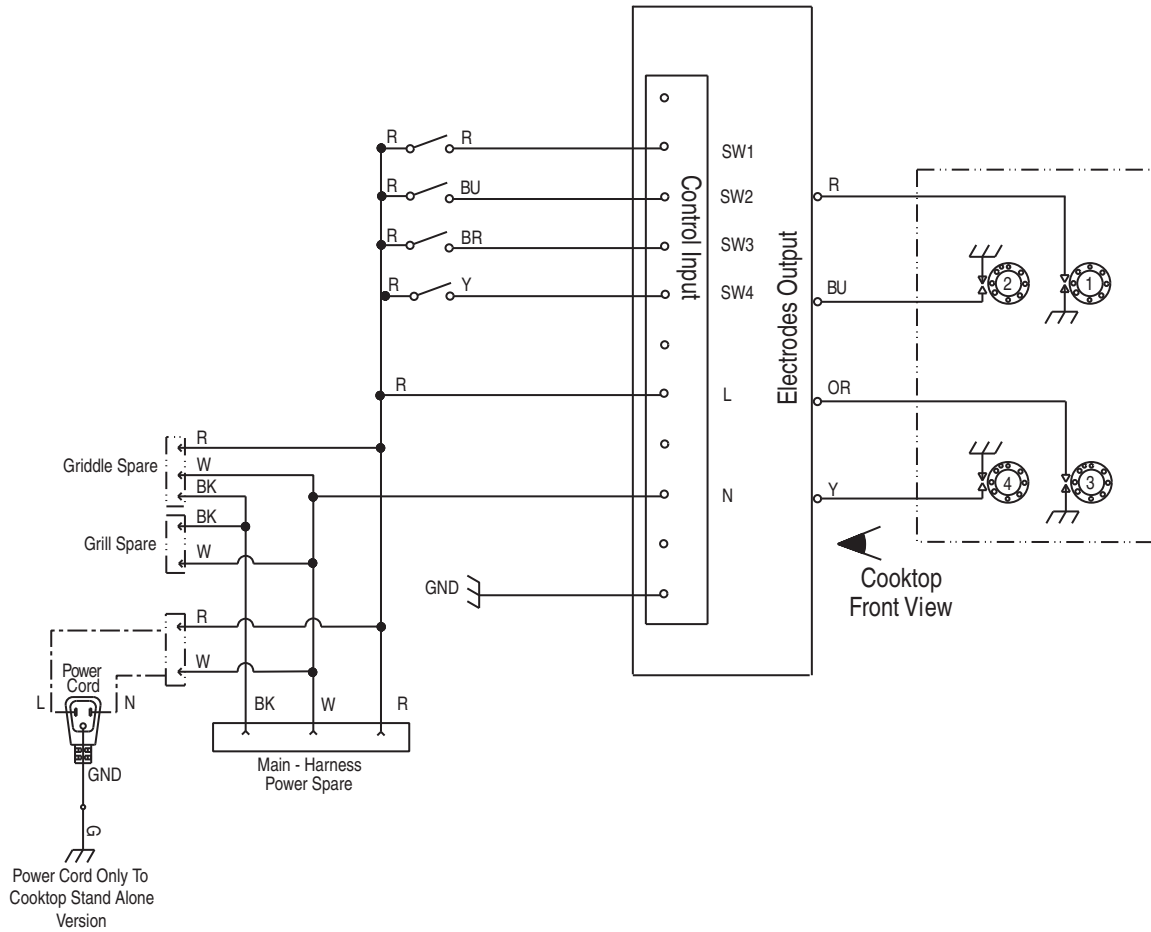 R
R
SW1
R
BU
SW2
R
BR
SW3
R
Y
SW4
Control Input
Electrodes Output
R
BU
OR
Y
2
1
4
3
R
L
N
GND
Griddle Spare
R
W
BK
Grill Spare
BK
W
R
W
Cooktop
Front View
Power
Cord
L
N
GND
G
BK
W
R
Main - Harness
Power Spare
Power Cord Only To
Cooktop Stand Alone
Version